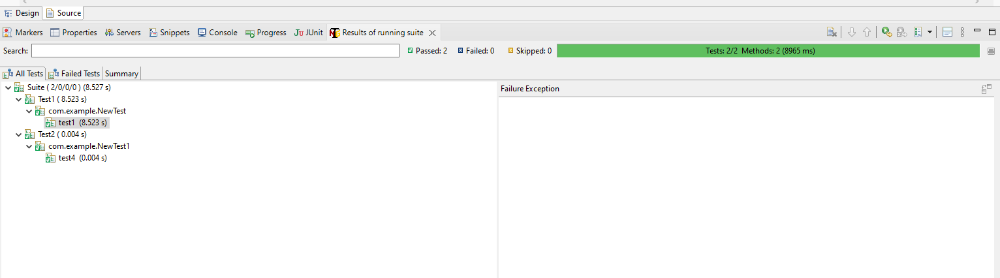 Design Source
Markers Properties Servers Snippets Console Progress JUnit Results of running suite
Search: Passed: 2 Failed: 0 Skipped: 0 Tests: 2/2 Methods: 2 (8965 ms)
All Tests Failed Tests Summary
Suite ( 2/0/0/0 ) (8.527 s)
Failure Exception
Test1 ( 8.523 s)
com.example.NewTest
test1 (8.523 s)
Test2 ( 0.004 s)
com.example.NewTest1
test4 (0.004 s)